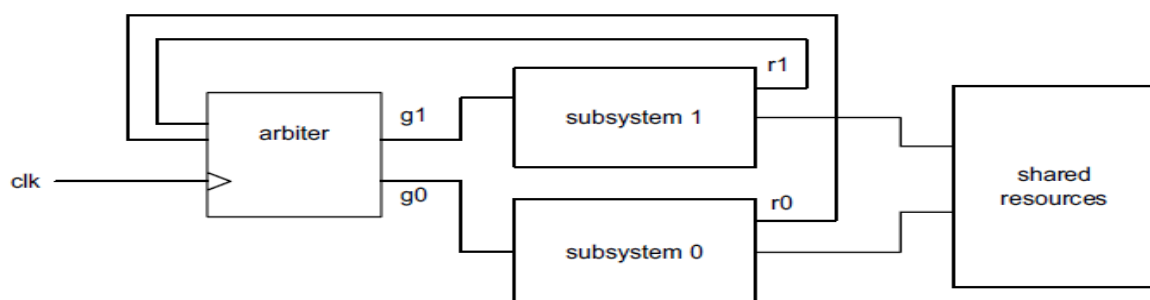 r1
g1
subsystem 1
arbiter
clk
g0
r0
subsystem 0
shared
resources